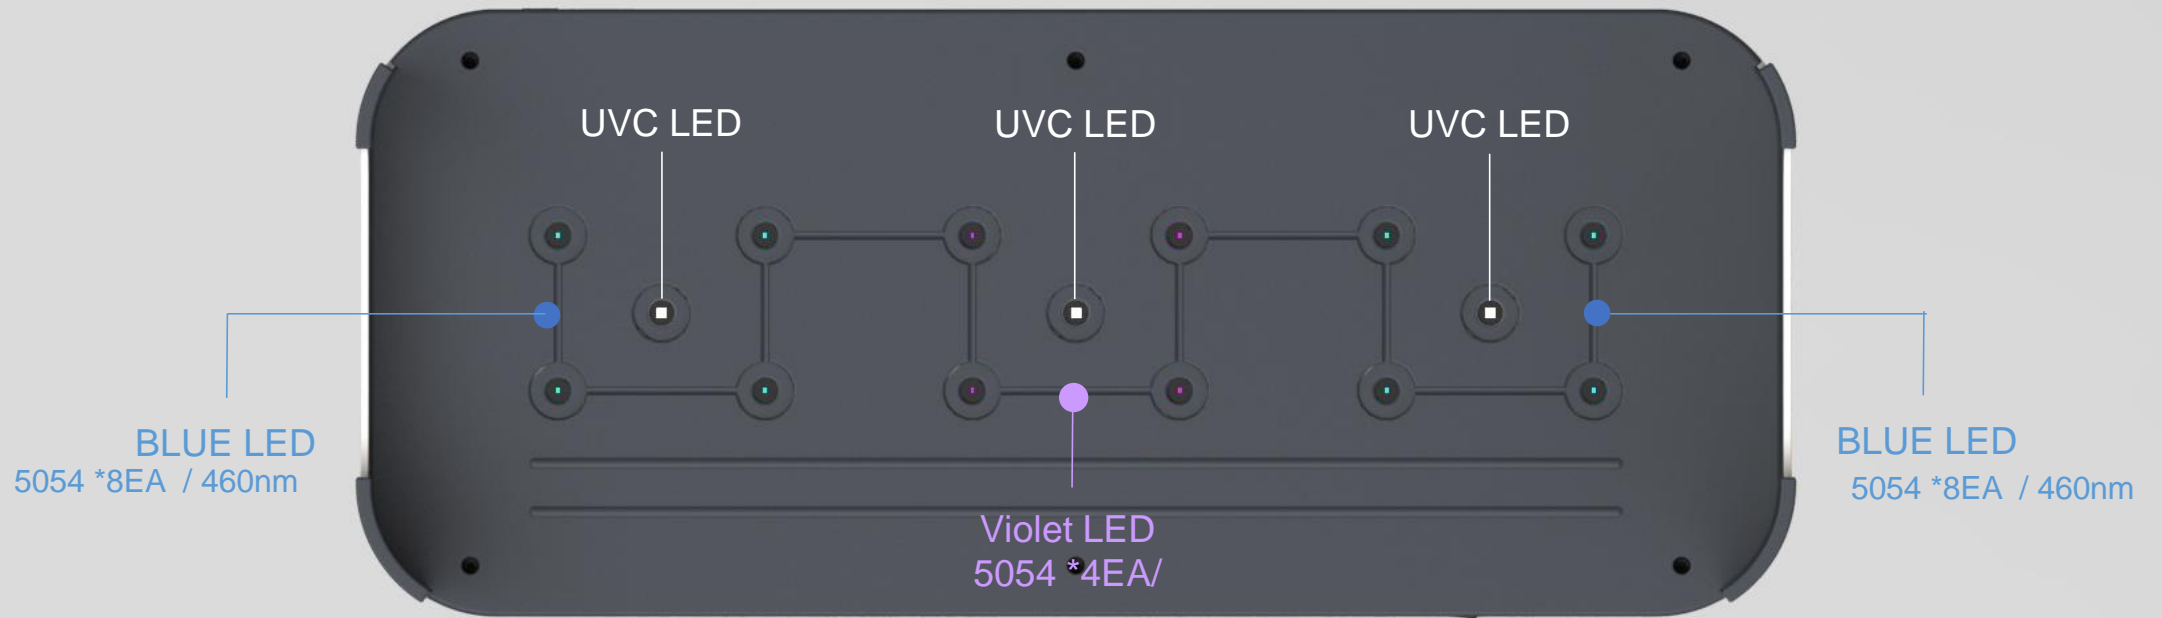 UVC LED
UVC LED
UVC LED
BLUE LED
5054 *8EA / 460nm
BLUE LED
5054 *8EA / 460nm
Violet LED
5054 *4EA/